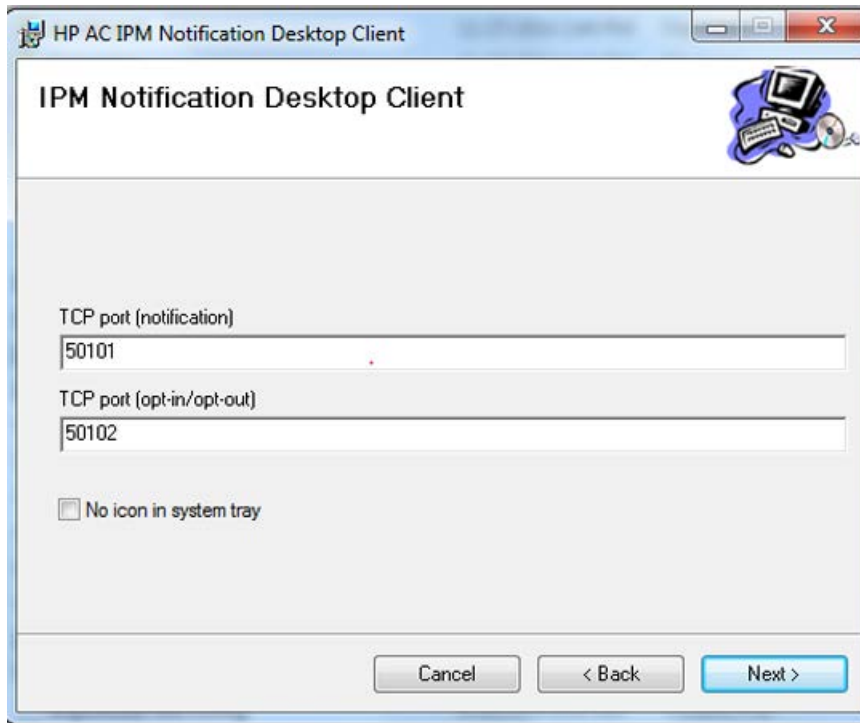 HP AC IPM Notification Desktop Client
IPM Notification Desktop Client
TCP port (notification)
50101
TCP port (opt-in/opt-out)
50102
No icon in system tray
Cancel
< Back
Next >